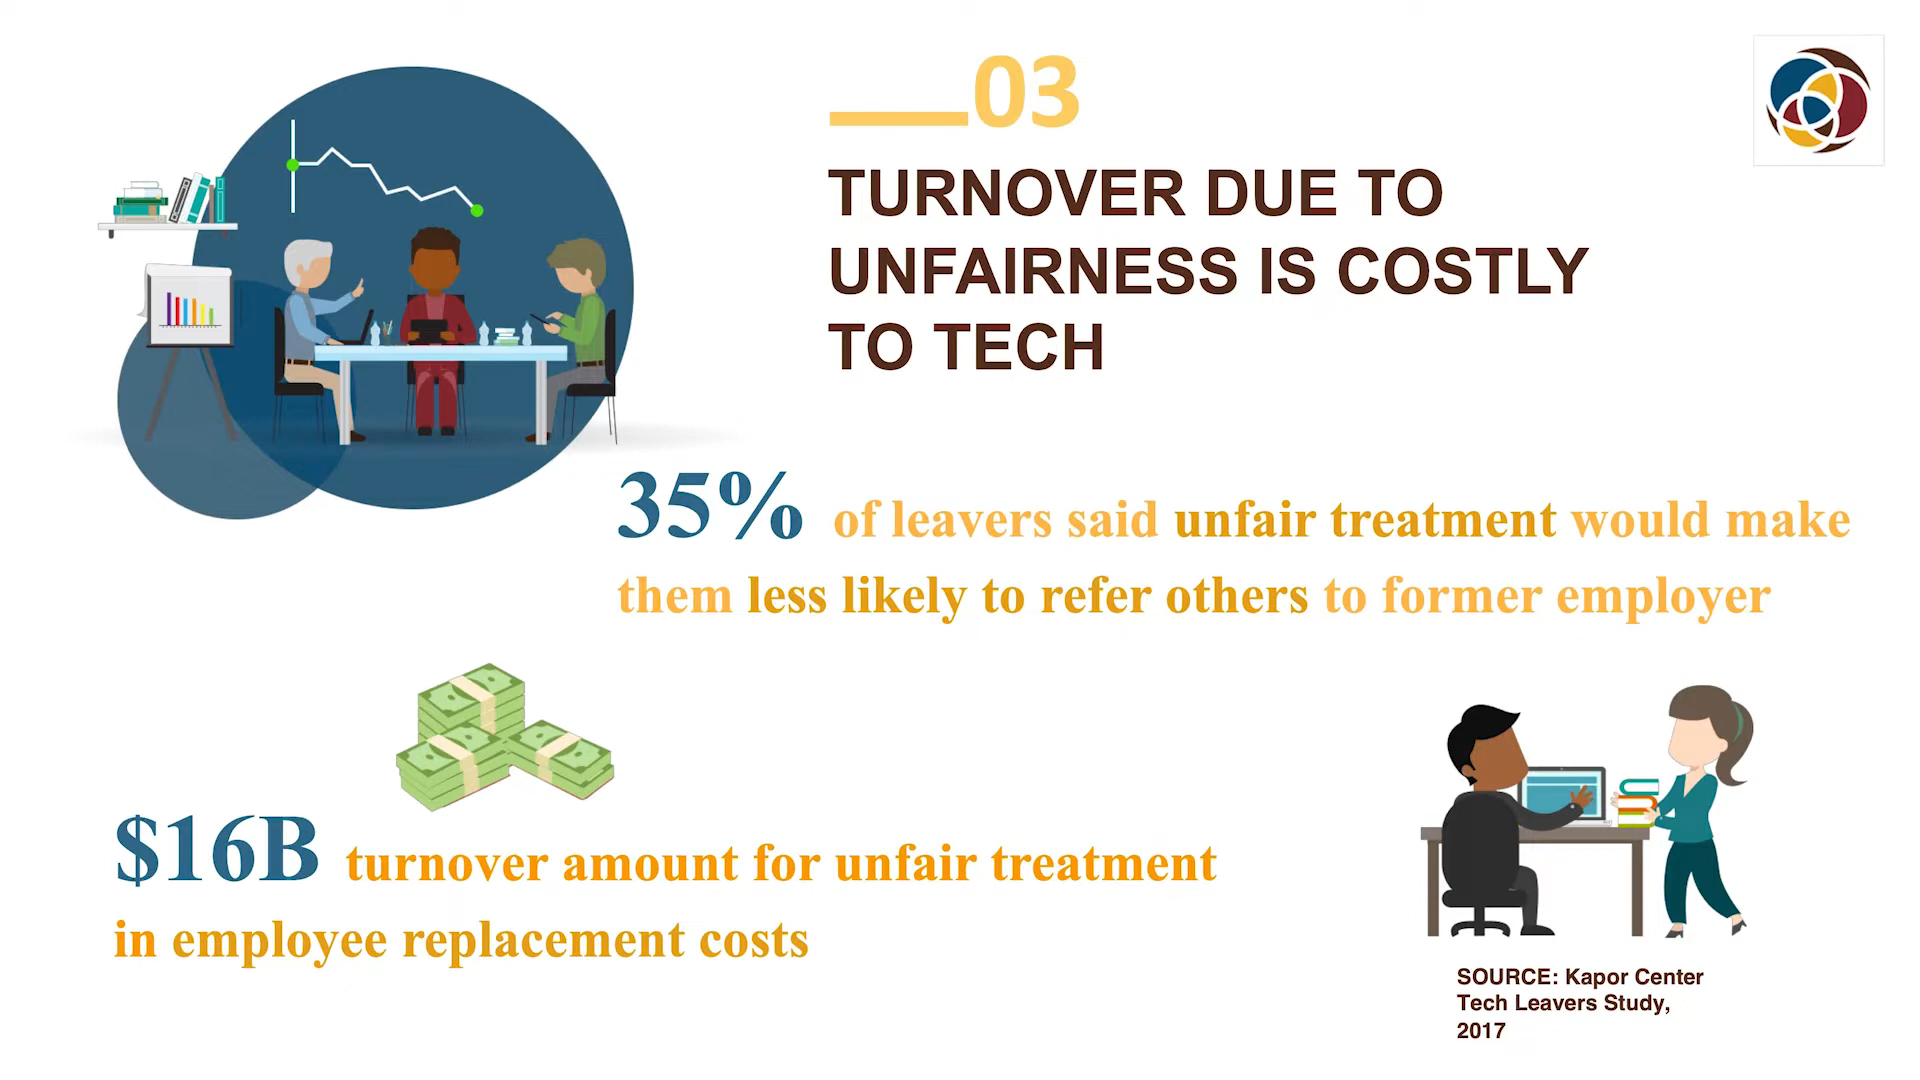 03
TURNOVER DUE TO
UNFAIRNESS IS COSTLY
TO TECH
35% of leavers said unfair treatment would make
them less likely to refer others to former employer
$16B turnover amount for unfair treatment
in employee replacement costs
SOURCE: Kapor Center
Tech Leavers Study,
2017